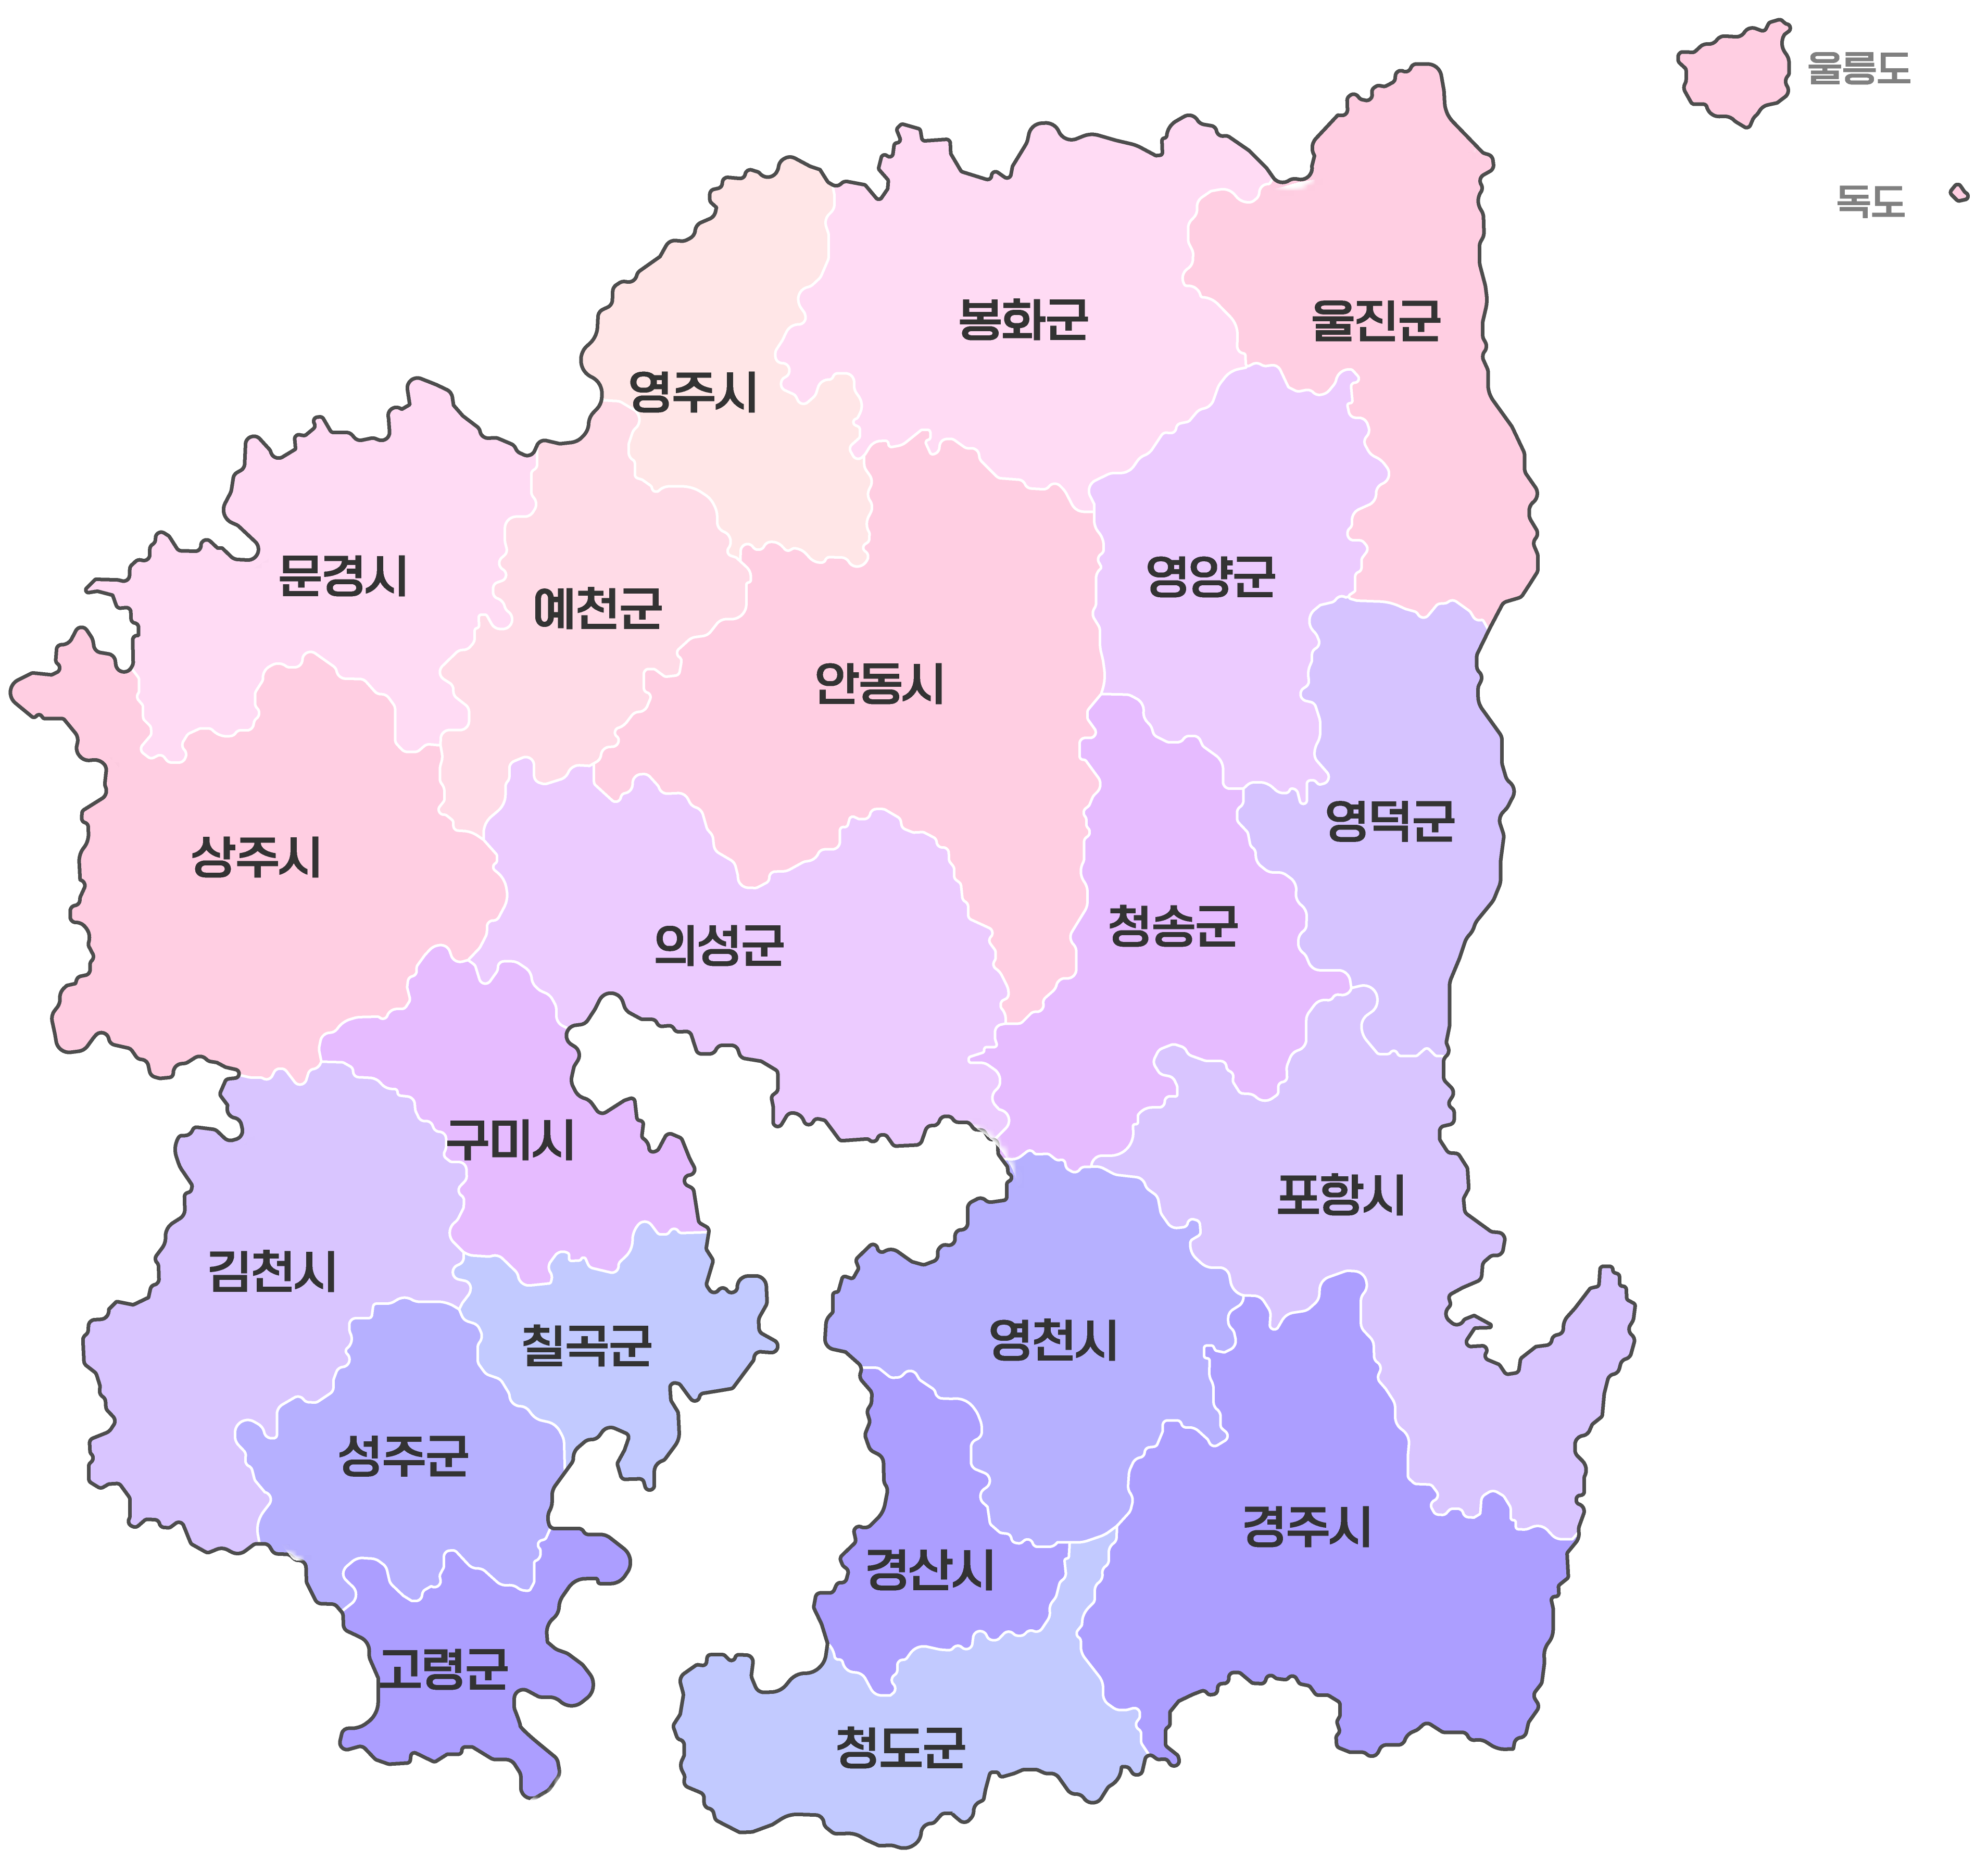 울릉도
독도
봉화군
울진군
영주시
문경시
예천군
영양군
안동시
영덕군
상주시
의성군
청송군
구미시
포항시
김천시
칠곡군
영천시
성주군
경주시
경산시
고령군
청도군